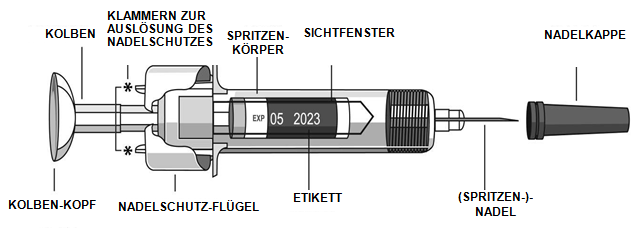 KOLBEN
KLAMMERN ZUR
AUSLÖSUNG DES
NADELSCHUTZES
SPRITZEN-
KÖRPER
SICHTFENSTER
NADELKAPPE
*
EXP 05 2023
*
KOLBEN-KOPF
NADELSCHUTZ-FLÜGEL
ETIKETT
(SPRITZEN-)-
NADEL